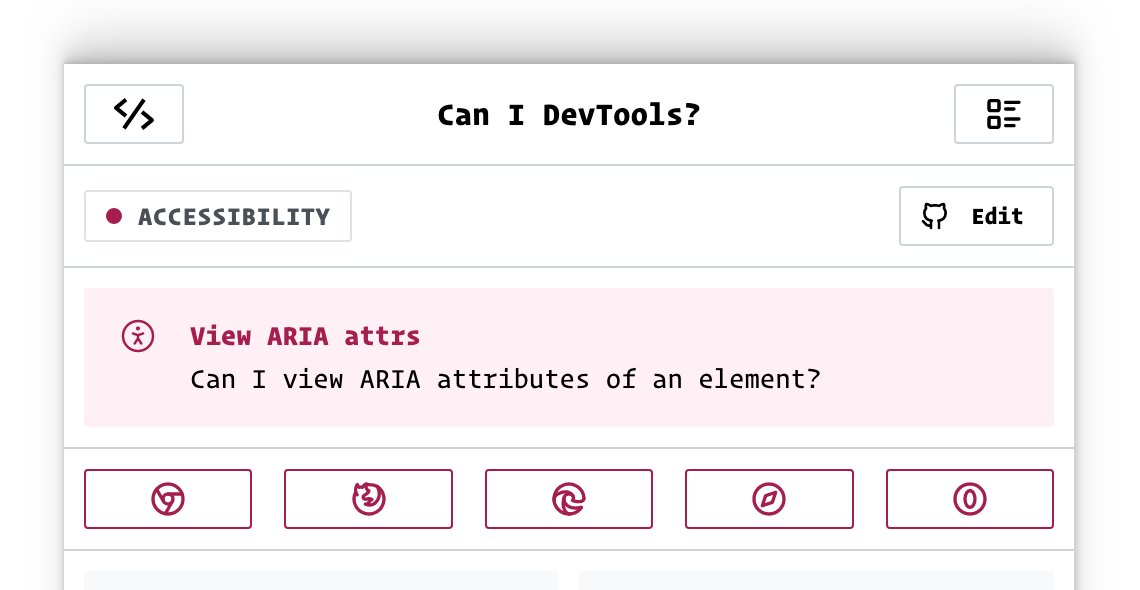 Can I DevTools?
ACCESSIBILITY
Edit
View ARIA attrs
Can I view ARIA attributes of an element?